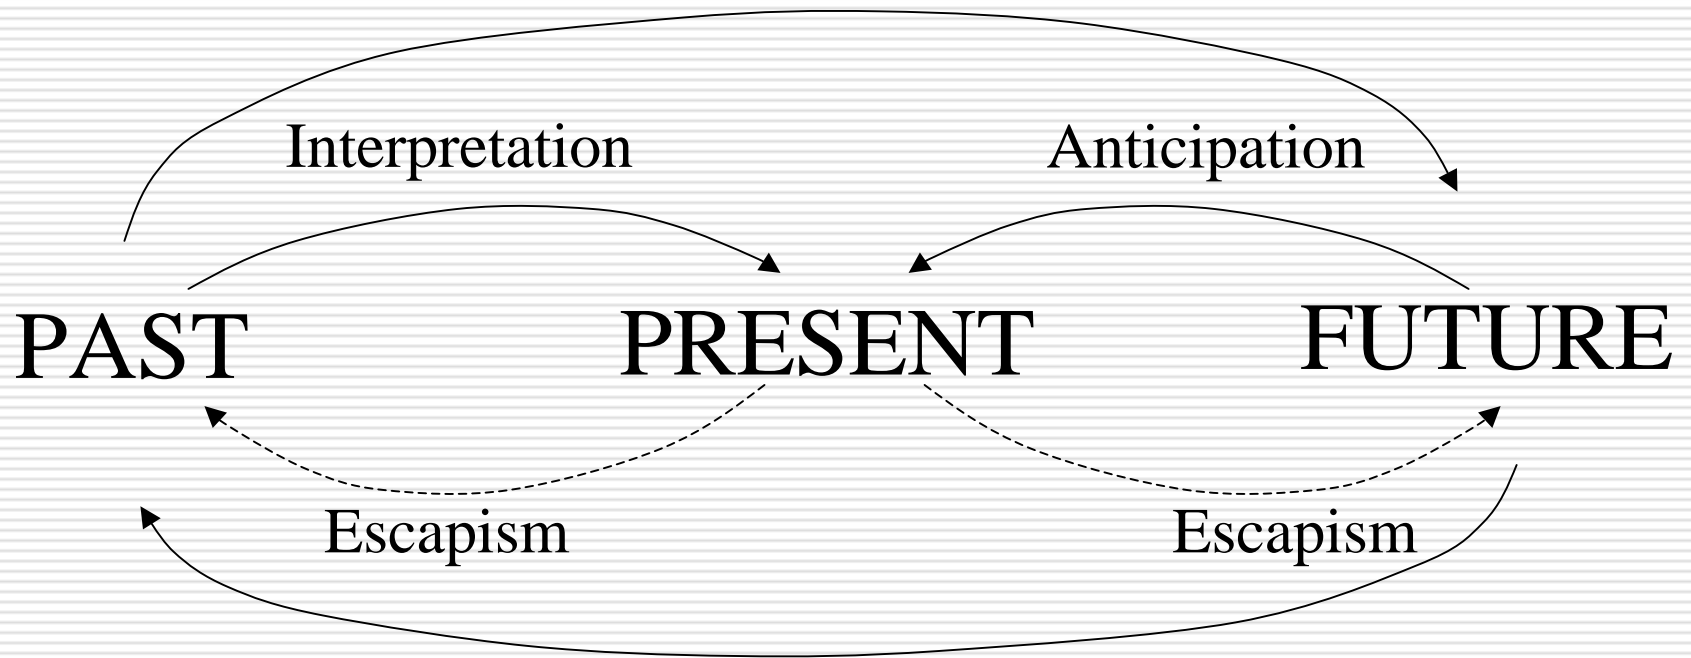 Interpretation Anticipation
PAST PRESENT FUTURE
Escapism Escapism